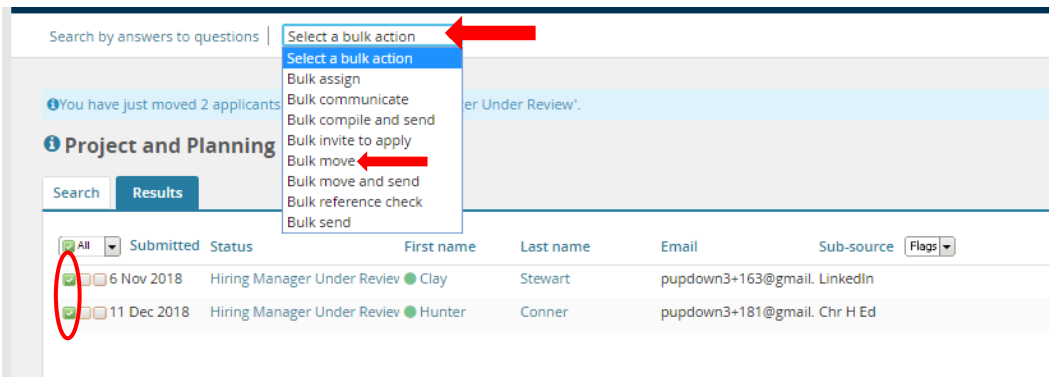 Search by answers to questions | Select a bulk action
Select a bulk action
Bulk assign
Bulk communicate
Bulk compile and send
Bulk invite to apply
Bulk move
Bulk move and send
Bulk reference check
Bulk send
You have just moved 2 applicants er Under Review'.
Project and Planning
Search Results
All Submitted Status First name Last name Email Sub-source Flags
6 Nov 2018 Hiring Manager Under Reviev Clay Stewart pupdown3+163@gmail. LinkedIn
11 Dec 2018 Hiring Manager Under Reviev Hunter Conner pupdown3+181@gmail. Chr H Ed